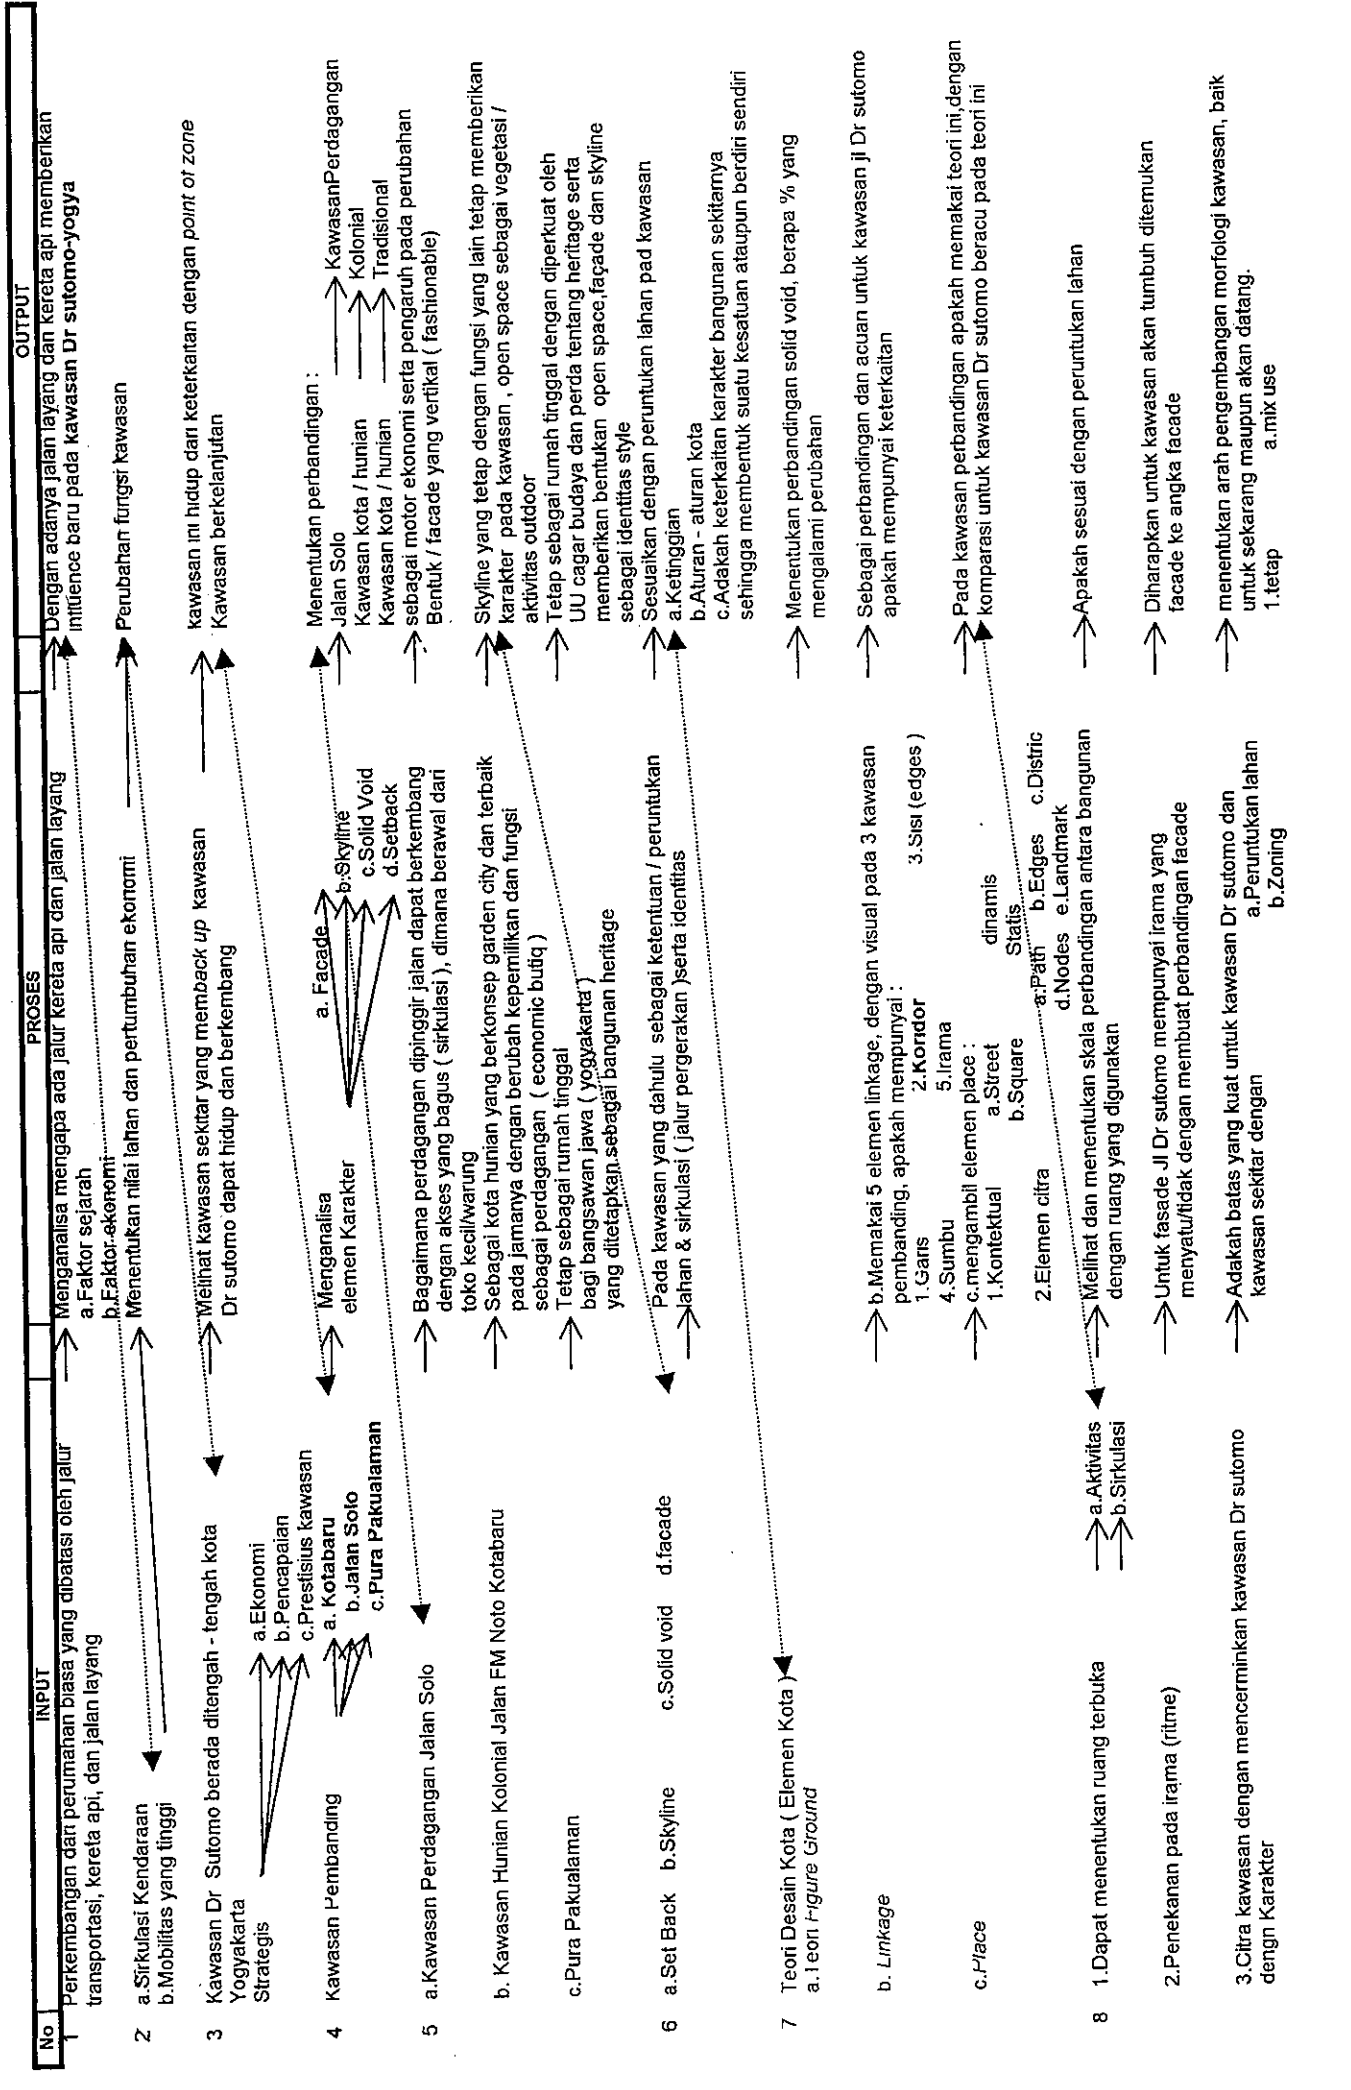 No
INPUT
PROSES
OUTPUT
1
Perkembangan dari perumahan biasa yang dibatasi oleh jalur
transportasi, kereta api, dan jalan layang
Menganalisa mengapa ada jalur kereta api dan jalan layang
a.Faktor sejarah
b.Faktor ekonomi
Dengan adanya jalan layang dan kereta api memberikan
influence baru pada kawasan Dr sutomo-yogya
2
a.Sirkulasi Kendaraan
b.Mobilitas yang tinggi
Menentukan nilai lahan dan pertumbuhan ekonomi
Perubahan fungsi kawasan
3
Kawasan Dr Sutomo berada ditengah - tengah kota
Yogyakarta
Strategis
a.Ekonomi
b.Pencapaian
c.Prestisius kawasan
Melihat kawasan sekitar yang memback up kawasan
Dr sutomo dapat hidup dan berkembang
kawasan ini hidup dari keterkaitan dengan point of zone
Kawasan berkelanjutan
4
Kawasan Pembanding
a. Kotabaru
b.Jalan Solo
c.Pura Pakualaman
Menganalisa
elemen Karakter
a. Facade
b.Skyline
c.Solid Void
d.Setback
Menentukan perbandingan :
Jalan Solo
KawasanPerdagangan
Kawasan kota / hunian
Kolonial
Kawasan kota / hunian
Tradisional
5
a.Kawasan Perdagangan Jalan Solo
Bagaimana perdagangan dipinggir jalan dapat berkembang
dengan akses yang bagus ( sirkulasi ), dimana berawal dari
toko kecil/warung
sebagai motor ekonomi serta pengaruh pada perubahan
Bentuk / facade yang vertikal ( fashionable)
b. Kawasan Hunian Kolonial Jalan FM Noto Kotabaru
Sebagai kota hunian yang berkonsep garden city dan terbaik
pada jamanya dengan berubah kepemilikan dan fungsi
sebagai perdagangan ( economic butiq )
Skyline yang tetap dengan fungsi yang lain tetap memberikan
karakter pada kawasan , open space sebagai vegetasi /
aktivitas outdoor
c.Pura Pakualaman
Tetap sebagai rumah tinggal
bagi bangsawan jawa ( yogyakarta )
yang ditetapkan sebagai bangunan heritage
Tetap sebagai rumah tinggal dengan diperkuat oleh
UU cagar budaya dan perda tentang heritage serta
memberikan bentukan open space,façade dan skyline
sebagai identitas style
6
a.Set Back b.Skyline c.Solid void d.facade
Pada kawasan yang dahulu sebagai ketentuan / peruntukan
lahan & sirkulasi ( jalur pergerakan )serta identitas
Sesuaikan dengan peruntukan lahan pad kawasan
a.Ketinggian
b.Aturan - aturan kota
c.Adakah keterkaitan karakter bangunan sekitarnya
sehingga membentuk suatu kesatuan ataupun berdiri sendiri
7
Teori Desain Kota ( Elemen Kota )
a.Teori Figure Ground
Menentukan perbandingan solid void, berapa % yang
mengalami perubahan
b. Linkage
b.Memakai 5 elemen linkage, dengan visual pada 3 kawasan
pembanding, apakah mempunyai :
1.Garis 2.Koridor 3.Sisi (edges )
4.Sumbu 5.Irama
Sebagai perbandingan dan acuan untuk kawasan jl Dr sutomo
apakah mempunyai keterkaitan
c.Place
c.mengambil elemen place :
1.Kontektual a.Street dinamis
b.Square Statis
2.Elemen citra a.Path b.Edges c.Distric
d.Nodes e.Landmark
Pada kawasan perbandingan apakah memakai teori ini,dengan
komparasi untuk kawasan Dr sutomo beracu pada teori ini
8
1.Dapat menentukan ruang terbuka
a.Aktivitas
b.Sirkulasi
Melihat dan menentukan skala perbandingan antara bangunan
dengan ruang yang digunakan
Apakah sesuai dengan peruntukan lahan
2.Penekanan pada irama (ritme)
Untuk fasade Jl Dr sutomo mempunyai irama yang
menyatu/tidak dengan membuat perbandingan facade
Diharapkan untuk kawasan akan tumbuh ditemukan
facade ke angka facade
3.Citra kawasan dengan mencerminkan kawasan Dr sutomo
dengn Karakter
Adakah batas yang kuat untuk kawasan Dr sutomo dan
kawasan sekitar dengan a.Peruntukan lahan
b.Zoning
menentukan arah pengembangan morfologi kawasan, baik
untuk sekarang maupun akan datang.
1.tetap a.mix use